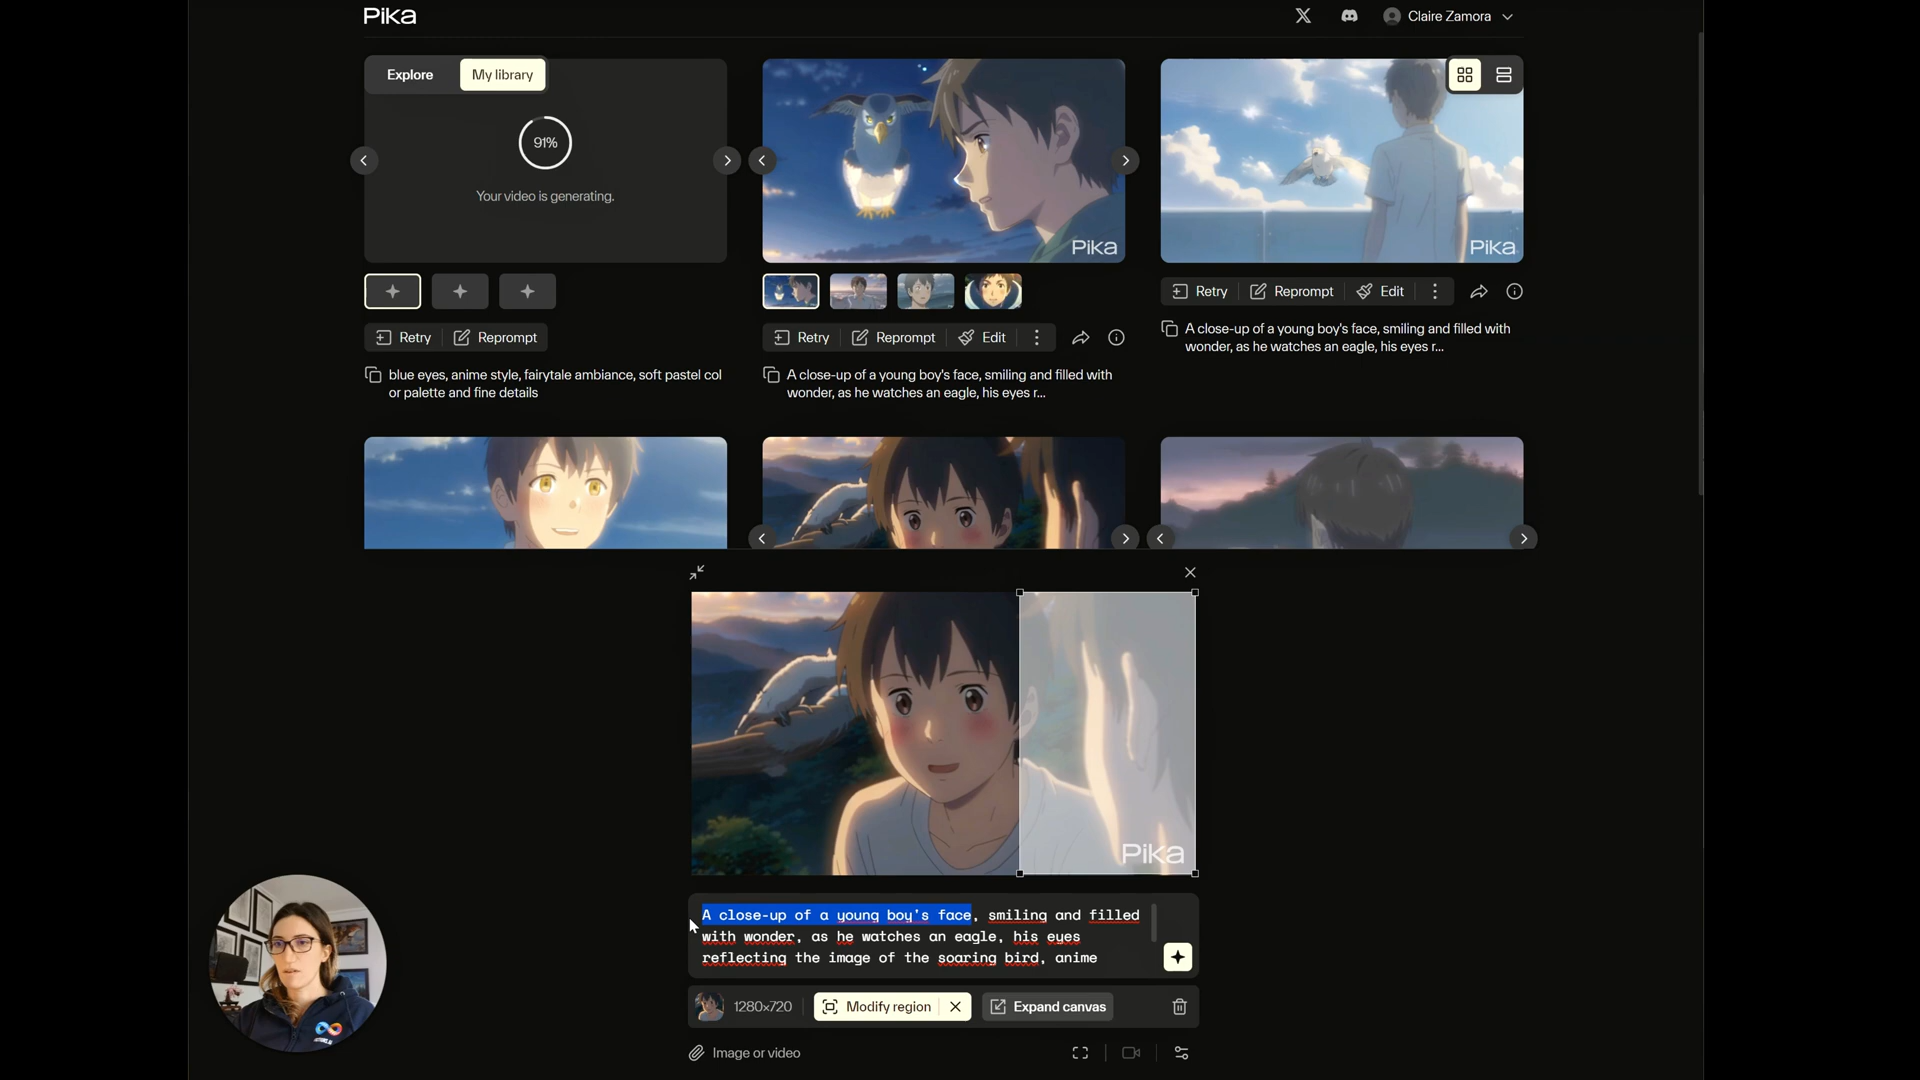 Pika
Claire Zamora
Explore
My library
91%
Your video is generating.
Pika
Pika
Retry
Reprompt
Edit
Retry
Reprompt
Retry
Reprompt
Edit
A close-up of a young boy's face, smiling and filled with
wonder, as he watches an eagle, his eyes r...
blue eyes, anime style, fairytale ambiance, soft pastel col
or palette and fine details
A close-up of a young boy's face, smiling and filled with
wonder, as he watches an eagle, his eyes r...
Pika
A close-up of a young boy's face, smiling and filled
with wonder, as he watches an eagle, his eyes
reflecting the image of the soaring bird, anime
1280×720
Modify region
Expand canvas
Image or video